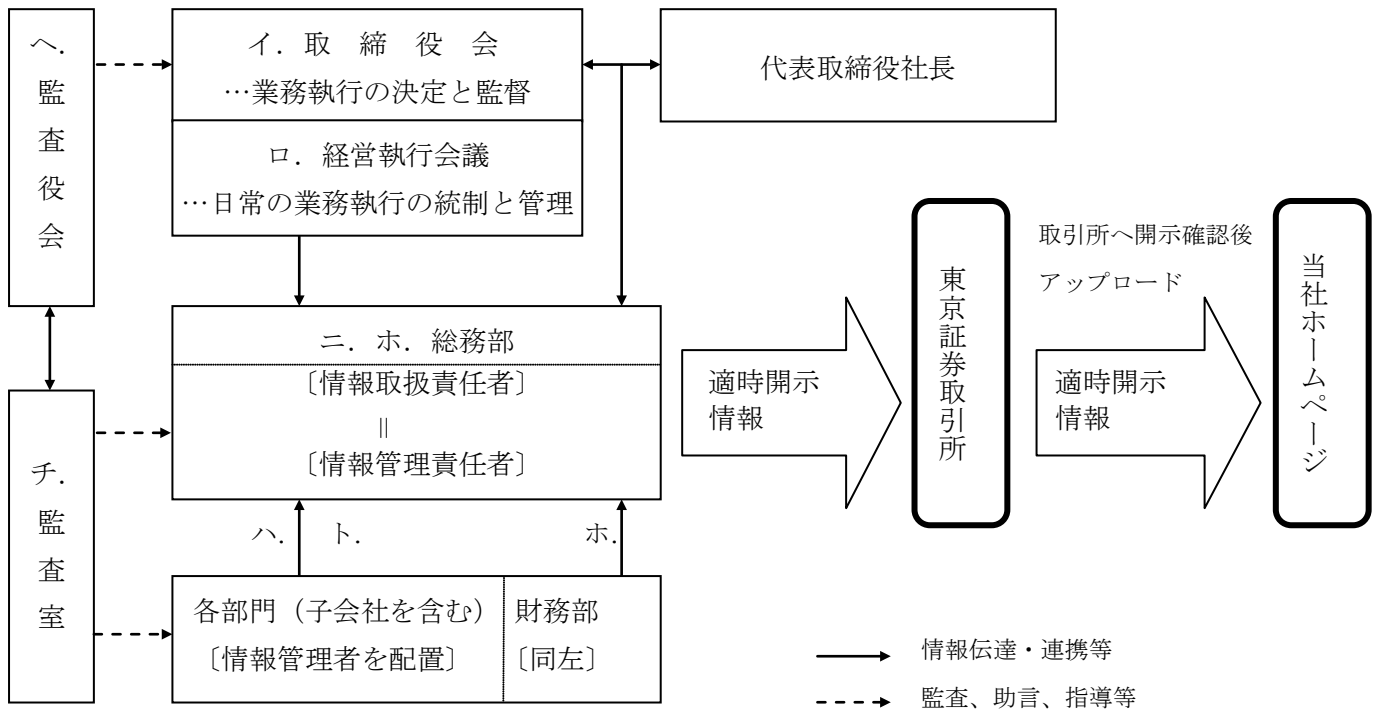 ヘ．監査役会
イ．取　締　役　会
…業務執行の決定と監督
ロ．経営執行会議
…日常の業務執行の統制と管理
代表取締役社長
ニ．ホ．総務部
〔情報取扱責任者〕
‖
〔情報管理責任者〕
チ．監査室
ハ．　ト．
ホ．
各部門（子会社を含む）
〔情報管理者を配置〕
財務部
〔同左〕
適時開示
情報
東京証券取引所
取引所へ開示確認後
アップロード
適時開示
情報
当社ホームページ
情報伝達・連携等
監査、助言、指導等